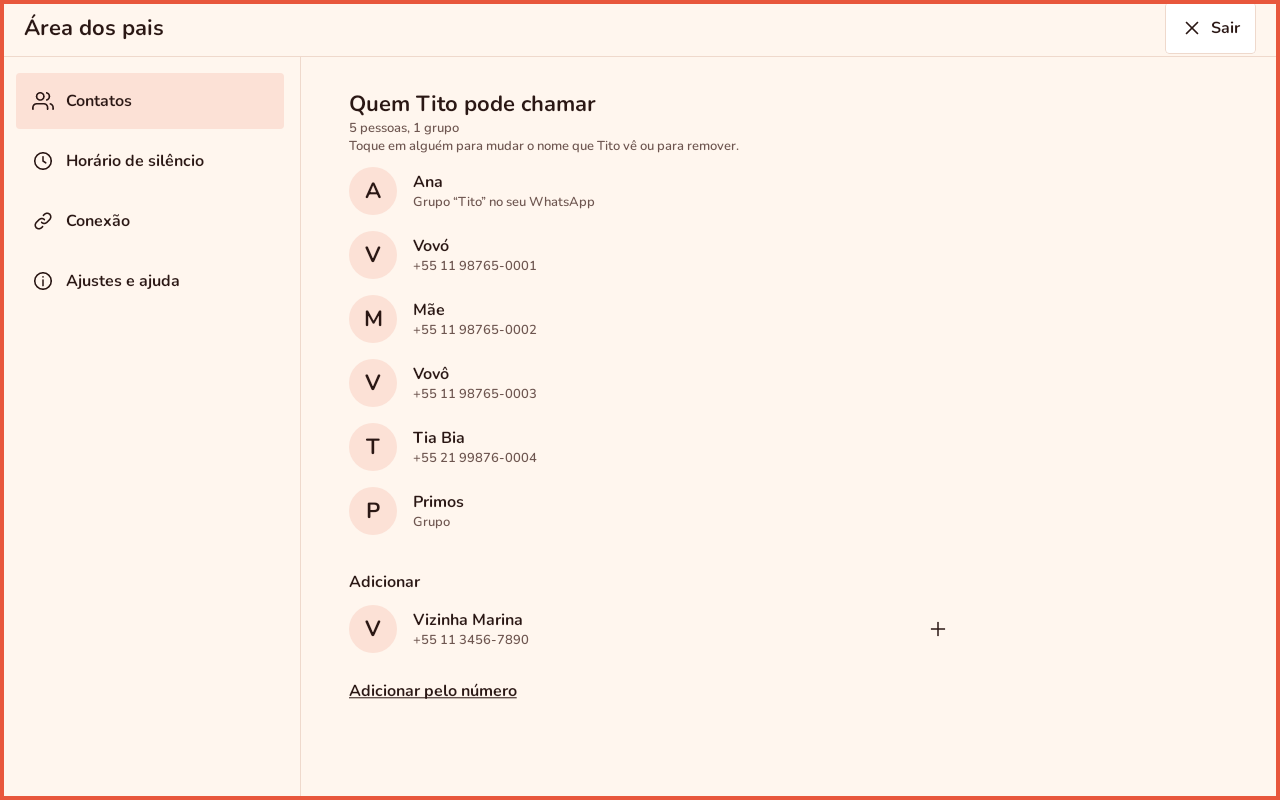 Área dos pais
Sair
Contatos
Horário de silêncio
Conexão
Ajustes e ajuda
Quem Tito pode chamar
5 pessoas, 1 grupo
Toque em alguém para mudar o nome que Tito vê ou para remover.
A
Ana
Grupo “Tito” no seu WhatsApp
V
Vovó
+55 11 98765-0001
M
Mãe
+55 11 98765-0002
V
Vovô
+55 11 98765-0003
T
Tia Bia
+55 21 99876-0004
P
Primos
Grupo
Adicionar
V
Vizinha Marina
+55 11 3456-7890
Adicionar pelo número